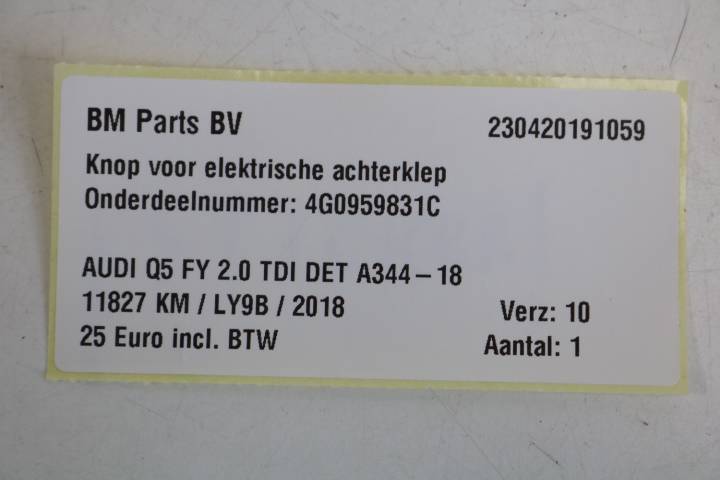 BM Parts BV 230420191059
Knop voor elektrische achterklep
Onderdeelnummer: 4G0959831C
AUDI Q5 FY 2.0 TDI DET A344-18
11827 KM / LY9B / 2018 Verz: 10
25 Euro incl. BTW Aantal: 1